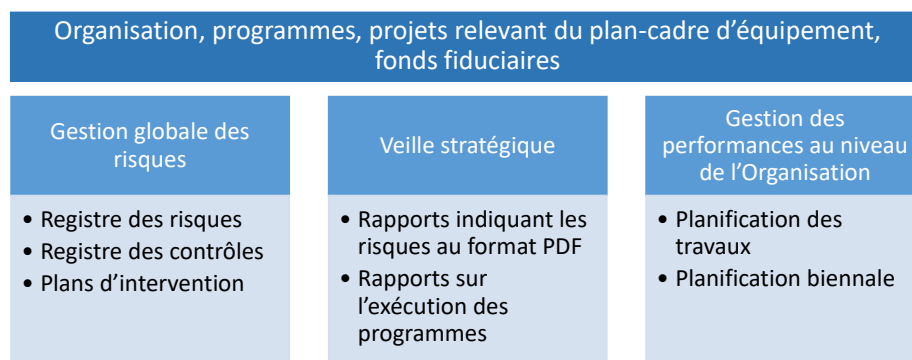 Organisation, programmes, projets relevant du plan-cadre d’équipement,
fonds fiduciaires
Gestion globale des
risques
• Registre des risques
• Registre des contrôles
• Plans d’intervention
Veille stratégique
• Rapports indiquant les
risques au format PDF
• Rapports sur
l’exécution des
programmes
Gestion des
performances au niveau
de l’Organisation
• Planification des
travaux
• Planification biennale